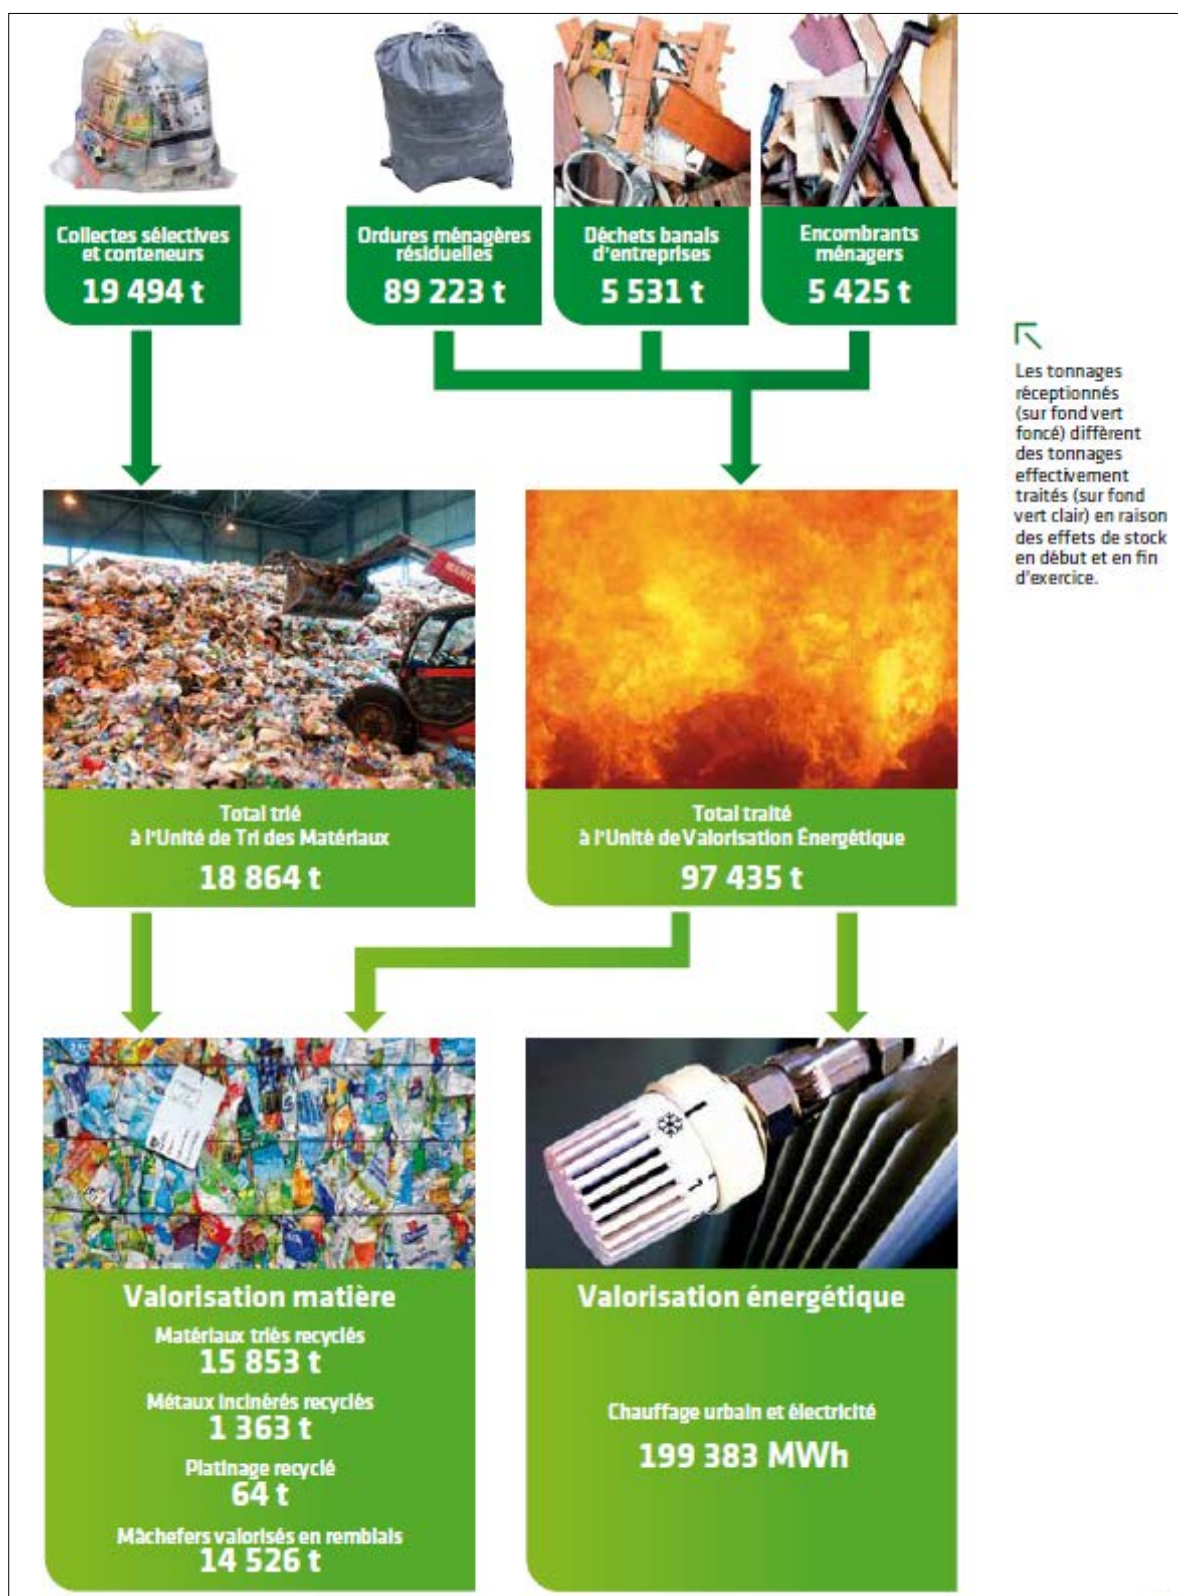 Collectes sélectives
et conteneurs
19 494 t
Ordures ménagères
résiduelles
89 223 t
Déchets banals
d'entreprises
5 531 t
Encombrants
ménagers
5 425 t
Les tonnages
réceptionnés
(sur fond vert
foncé) diffèrent
des tonnages
effectivement
traités (sur fond
vert clair) en raison
des effets de stock
en début et en fin
d'exercice.
Total trié
à l'Unité de Tri des Matériaux
18 864 t
Total traité
à l'Unité de Valorisation Énergétique
97 435 t
Valorisation matière
Matériaux triés recyclés
15 853 t
Métaux incinérés recyclés
1 363 t
Platinage recyclé
64 t
Mâchefers valorisés en remblais
14 526 t
Valorisation énergétique
Chauffage urbain et électricité
199 383 MWh